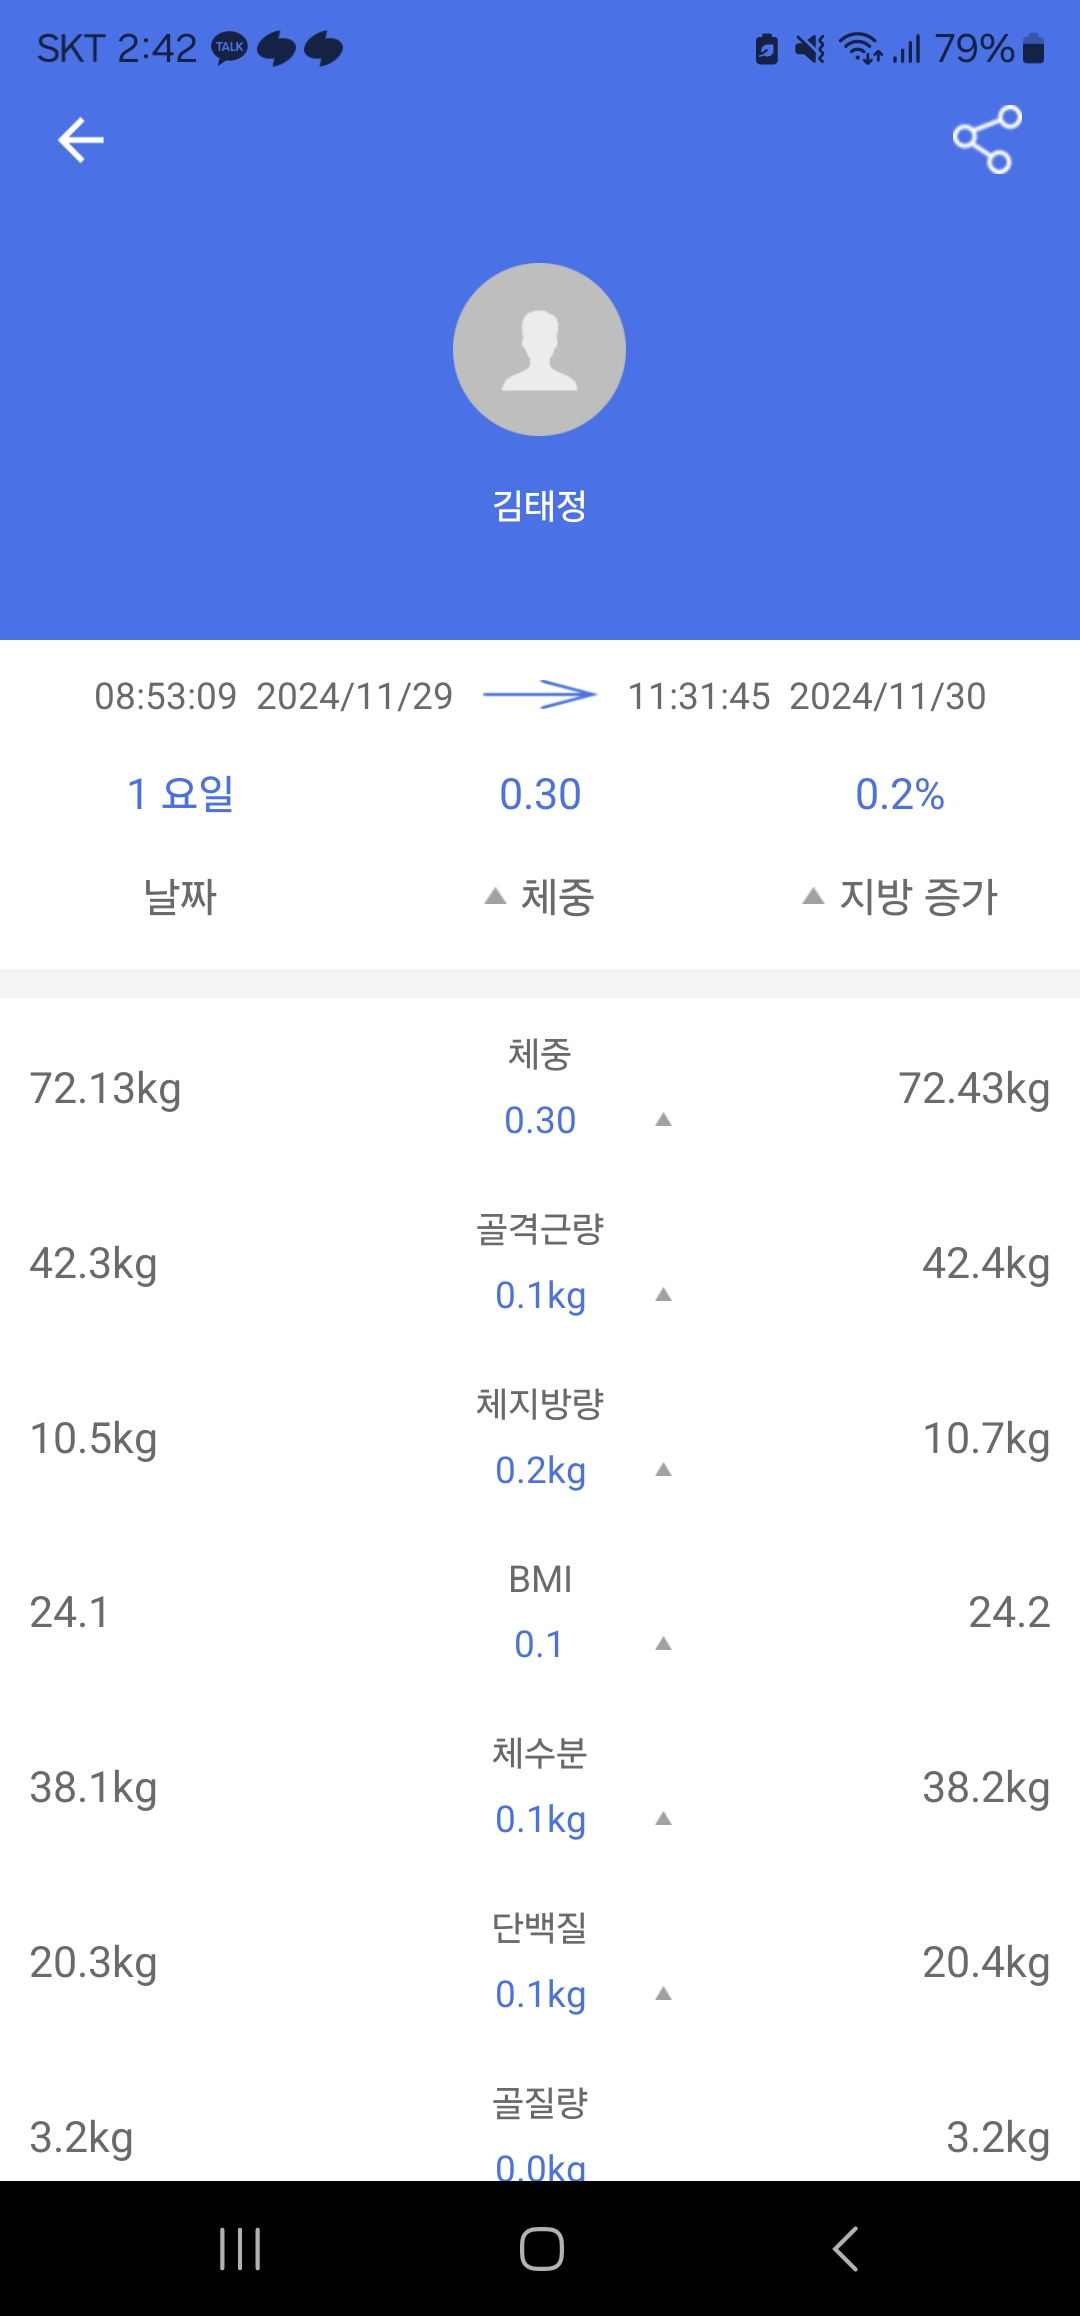 SKT 2:42 TALK 79%
김태정
08:53:09 2024/11/29 11:31:45 2024/11/30
1 요일 0.30 0.2%
날짜 ▲ 체중 ▲ 지방 증가
체중
72.13kg 72.43kg
0.30 ▲
골격근량
42.3kg 42.4kg
0.1kg ▲
체지방량
10.5kg 10.7kg
0.2kg ▲
BMI
24.1 24.2
0.1 ▲
체수분
38.1kg 38.2kg
0.1kg ▲
단백질
20.3kg 20.4kg
0.1kg ▲
골질량
3.2kg 3.2kg
0.0kg